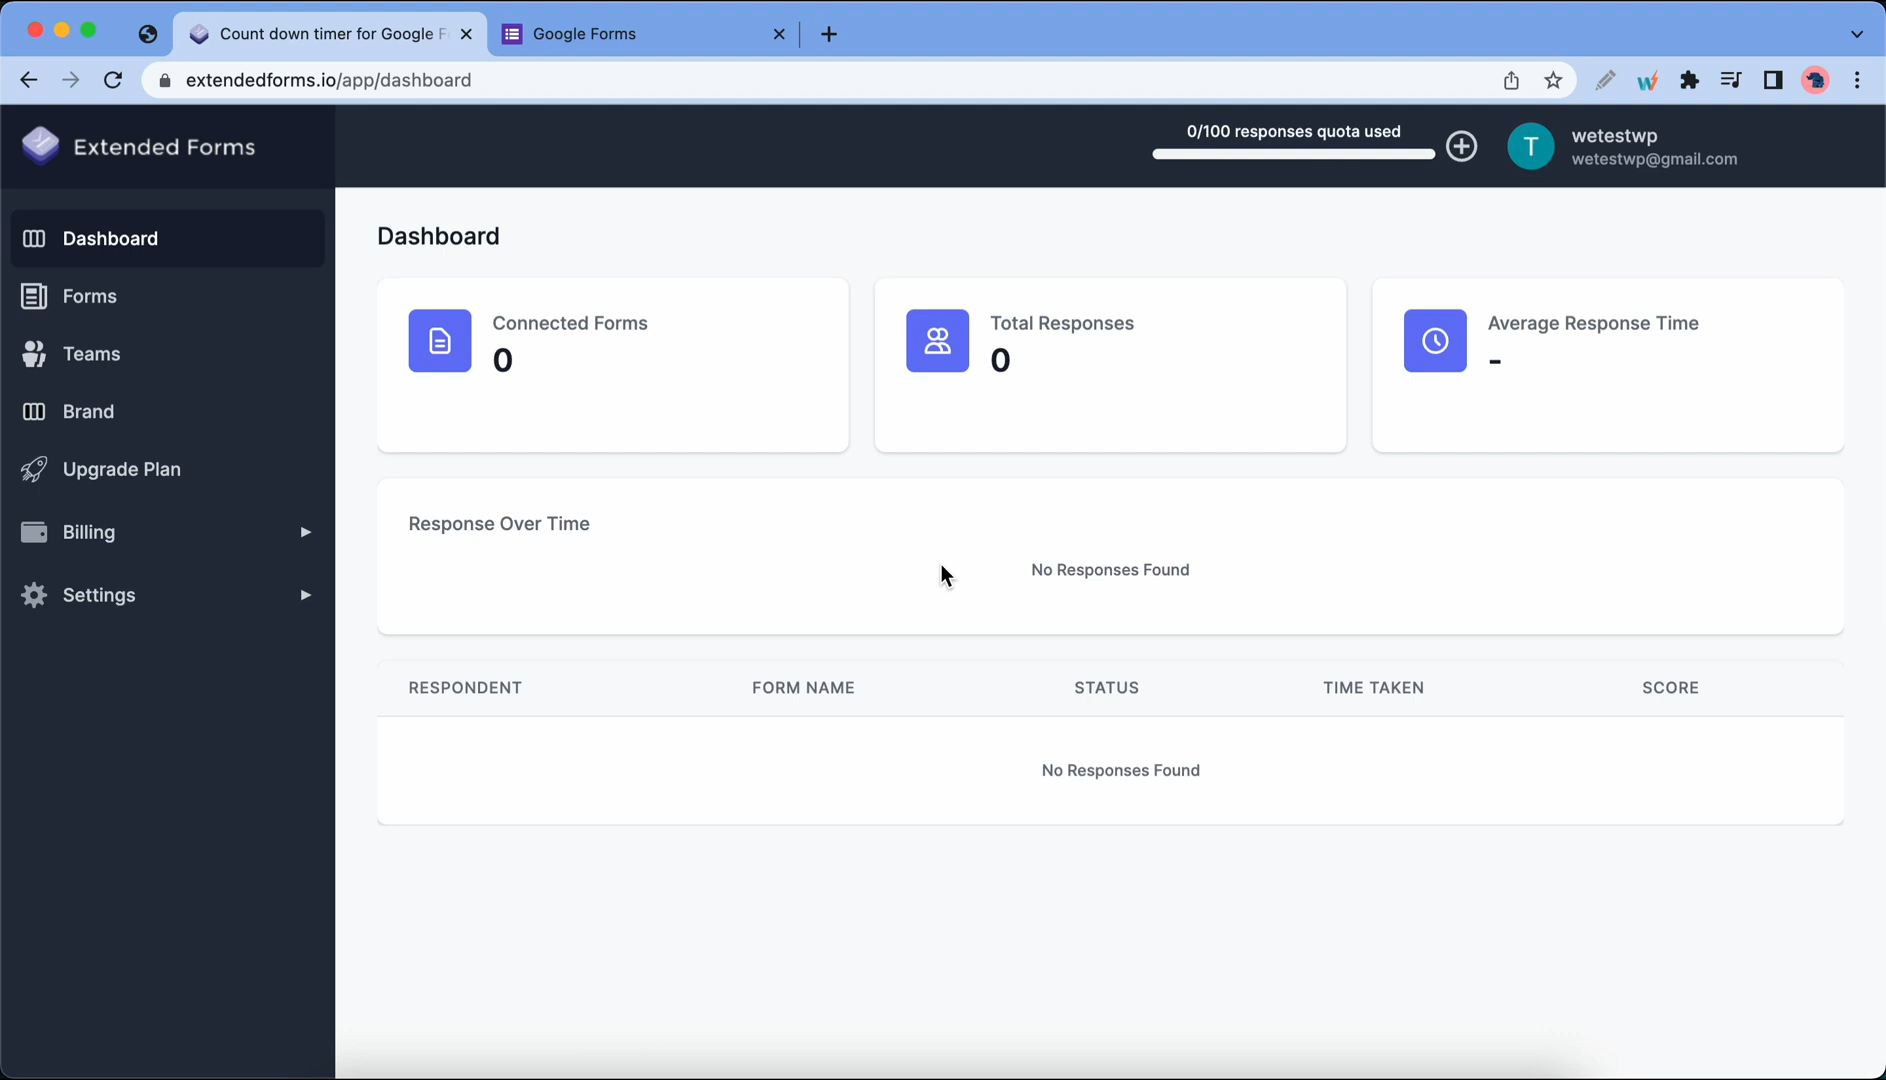 Count down timer for Google F
Google Forms
extendedforms.io/app/dashboard
Extended Forms
0/100 responses quota used
T
wetestwp
wetestwp@gmail.com
Dashboard
Forms
Teams
Brand
Upgrade Plan
Billing
Settings
Dashboard
Connected Forms
0
Total Responses
0
Average Response Time
-
Response Over Time
No Responses Found
RESPONDENT FORM NAME STATUS TIME TAKEN SCORE
No Responses Found